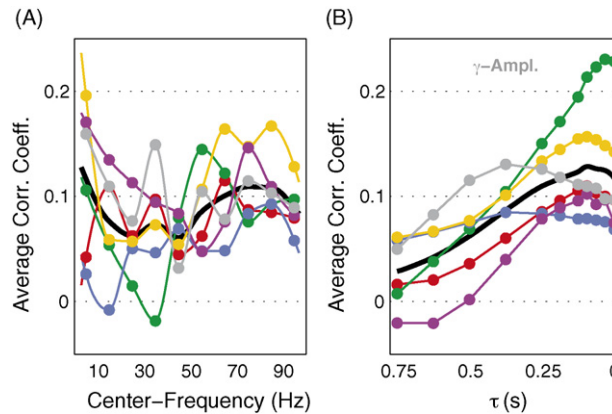 (A)
Average Corr. Coeff.
0.2
0.1
0
10 30 50 70 90
Center-Frequency (Hz)
(B)
γ-Ampl.
Average Corr. Coeff.
0.2
0.1
0
0.75 0.5 0.25 0
τ (s)